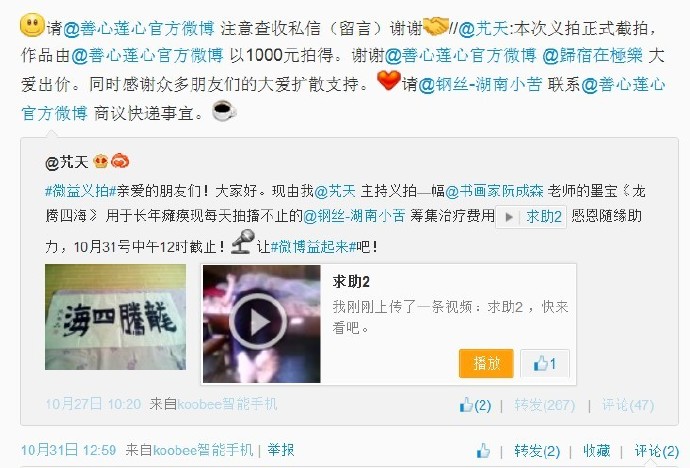 请@善心莲心官方微博 注意查收私信（留言）谢谢//@芃天:本次义拍正式截拍，
作品由@善心莲心官方微博 以1000元拍得。谢谢@善心莲心官方微博 @歸宿在極樂 大
爱出价。同时感谢众多朋友们的大爱扩散支持。请@钢丝-湖南小苦 联系@善心莲心
官方微博 商议快递事宜。
@芃天
#微益义拍#亲爱的朋友们！大家好。现由我@芃天 主持义拍—幅@书画家阮成森 老师的墨宝《龙
腾四海》用于长年瘫痪现每天抽搐不止的@钢丝-湖南小苦 筹集治疗费用 求助2 感恩随缘助
力，10月31号中午12时截止！让#微博益起来#吧！
海四騰龍
求助2
我刚刚上传了一条视频：求助2，快来
看吧。
播放 1
10月27日 10:20 来自koobee智能手机 (2) | 转发(207) | 评论(47)
10月31日 12:59 来自koobee智能手机 | 举报 | 转发(2) | 收藏 | 评论(2)